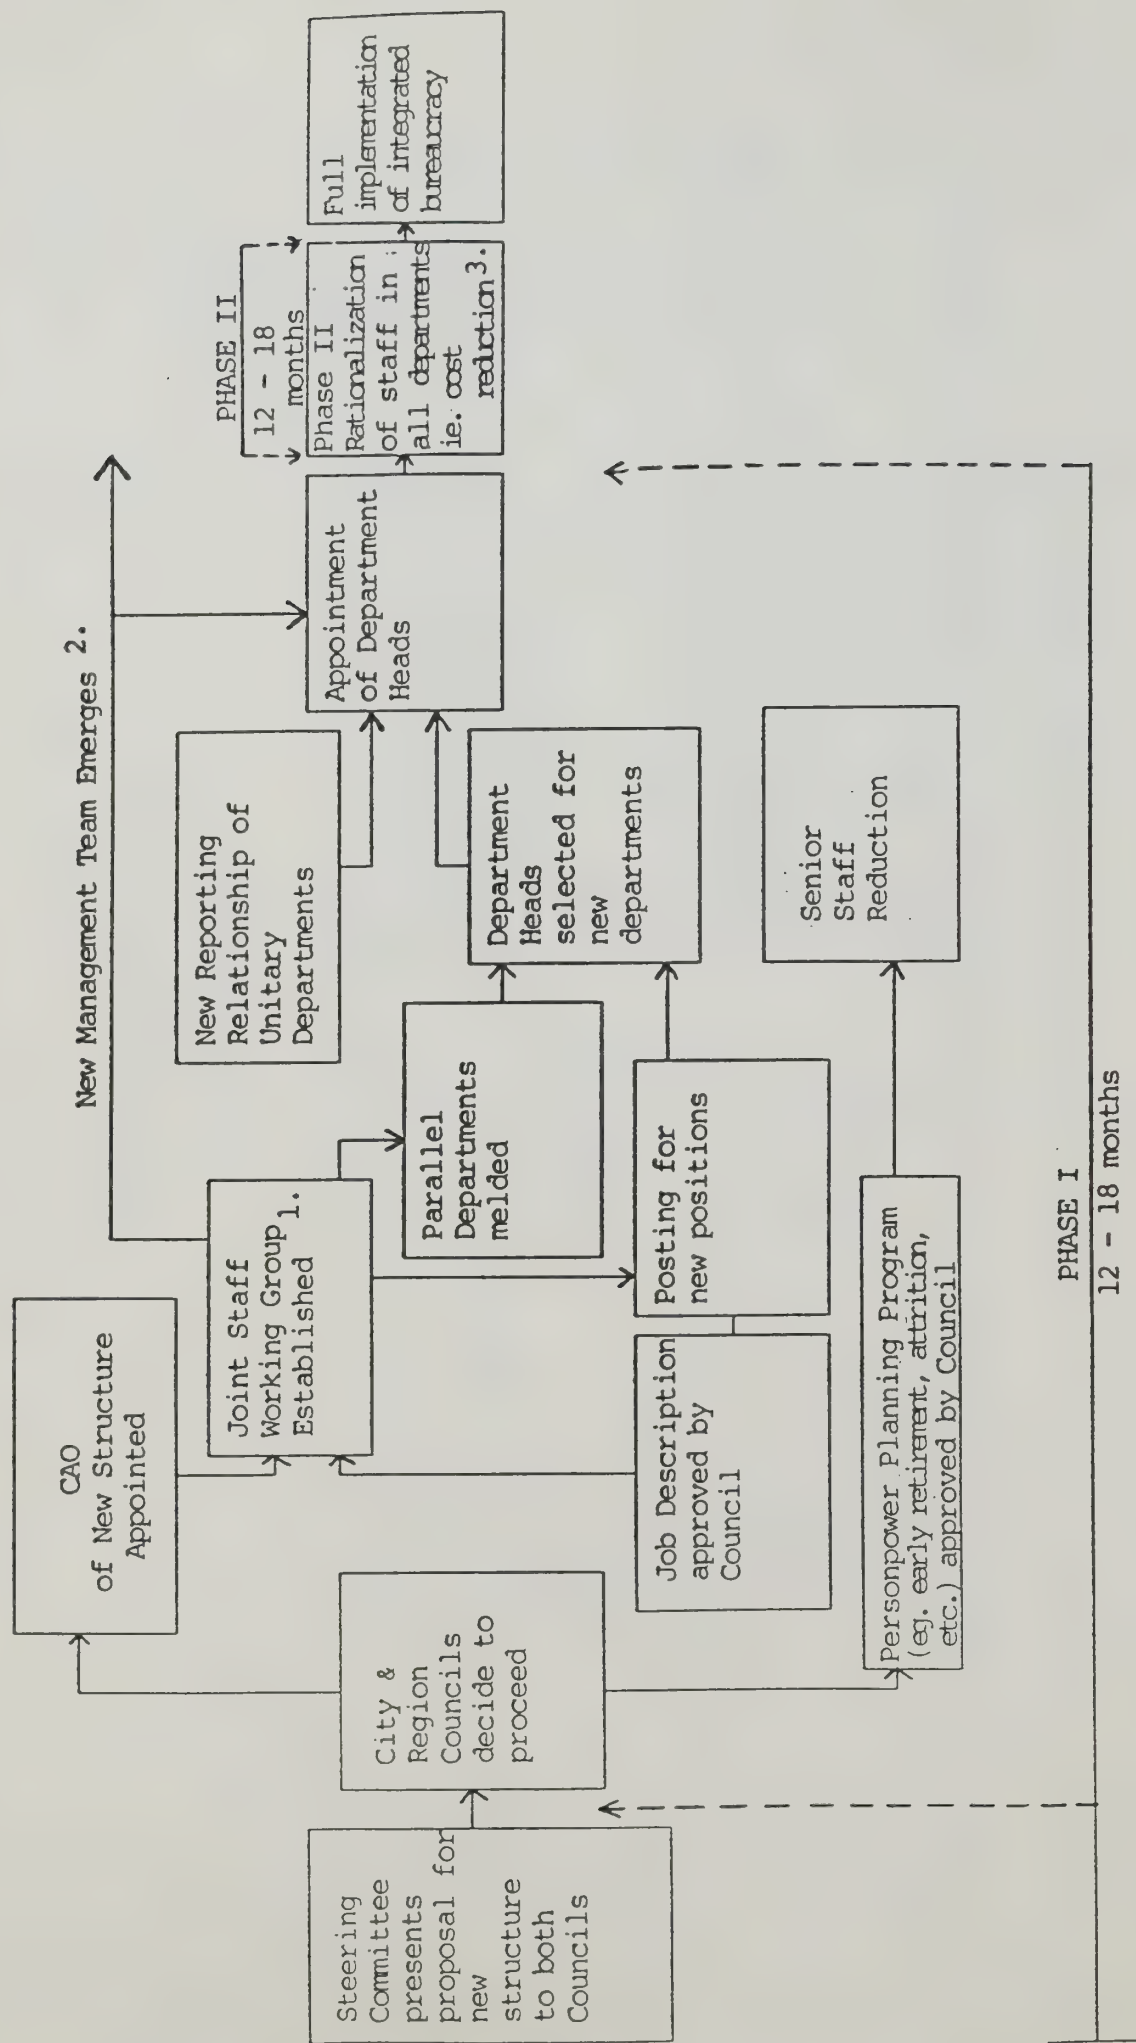 Steering
Committee
presents
proposal for
new
structure
to both
Councils
City &
Region
Councils
decide to
proceed
CAO
of New Structure
Appointed
Joint Staff
Working Group 1.
Established
Job Description
approved by
Council
Personpower Planning Program
(eg. early retirement, attrition,
etc.) approved by Council
New Management Team Emerges 2.
Parallel
Departments
melded
Posting for
new positions
New Reporting
Relationship of
Unitary
Departments
Department
Heads
selected for
new
departments
Senior
Staff
Reduction
Appointment
of Department
Heads
PHASE II
12 - 18
months
Phase II
Rationalization
of staff in
all departments
ie. cost
reduction 3.
Full
implementation
of integrated
bureaucracy
PHASE I
12 - 18 months